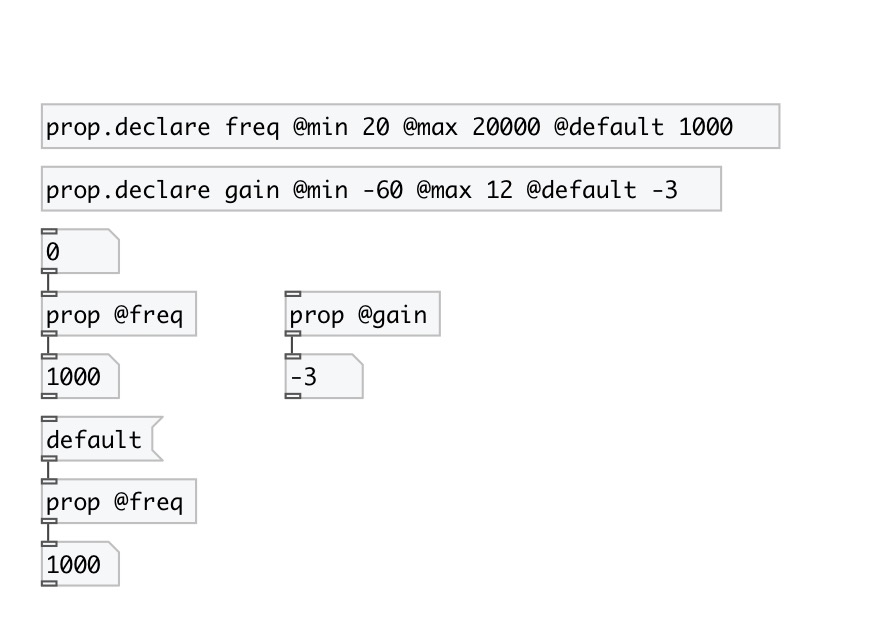 prop.declare freq @min 20 @max 20000 @default 1000
prop.declare gain @min -60 @max 12 @default -3
0
prop @freq
prop @gain
1000
-3
default
prop @freq
1000